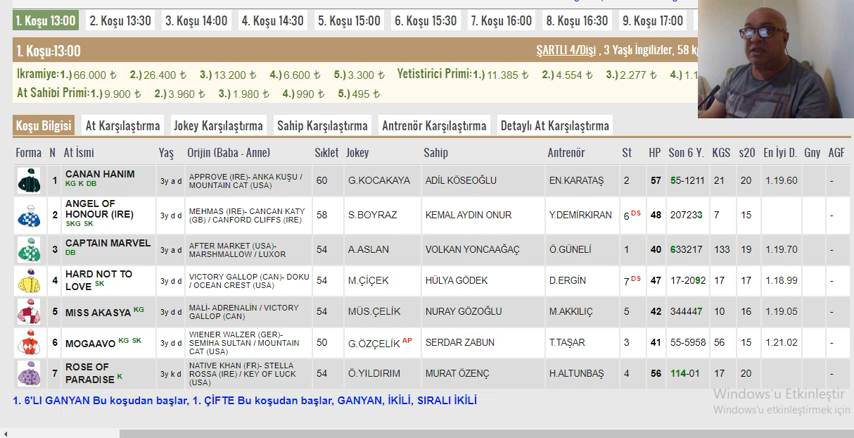 1. Koşu 13:00 2. Koşu 13:30 3. Koşu 14:00 4. Koşu 14:30 5. Koşu 15:00 6. Koşu 15:30 7. Koşu 16:00 8. Koşu 16:30 9. Koşu 17:00
1. Koşu:13:00 ŞARTLI 4/Dişi , 3 Yaşlı İngilizler, 58 kg
Ikramiye:1.) 66.000 ₺ 2.) 26.400 ₺ 3.) 13.200 ₺ 4.) 6.600 ₺ 5.) 3.300 ₺ Yetistirici Primi:1.) 11.385 ₺ 2.) 4.554 ₺ 3.) 2.277 ₺ 4.)
At Sahibi Primi:1.) 9.900 ₺ 2.) 3.960 ₺ 3.) 1.980 ₺ 4.) 990 ₺ 5.) 495 ₺
Koşu Bilgisi At Karşılaştırma Jokey Karşılaştırma Sahip Karşılaştırma Antrenör Karşılaştırma Detaylı At Karşılaştırma
Forma N At İsmi Yaş Orijin (Baba - Anne) Sıklet Jokey Sahip Antrenör St HP Son 6 Y. KGS s20 En İyi D. Gny AGF
1 CANAN HANIM KG K DB 3y a d APPROVE (IRE)- ANKA KUŞU / MOUNTAIN CAT (USA) 60 G.KOCAKAYA ADİL KÖSEOĞLU EN.KARATAŞ 2 57 55-1211 21 20 1.19.60 -
2 ANGEL OF HONOUR (IRE) SKG SK 3y d d MEHMAS (IRE)- CANCAN KATY (GB) / CANFORD CLIFFS (IRE) 58 S.BOYRAZ KEMAL AYDIN ONUR Y.DEMİRKIRAN 6 DS 48 207233 7 15 -
3 CAPTAIN MARVEL DB 3y a d AFTER MARKET (USA)- MARSHMALLOW / LUXOR 54 A.ASLAN VOLKAN YONCAAĞAÇ Ö.GÜNELİ 1 40 633217 133 19 1.19.70 -
4 HARD NOT TO LOVE SK 3y d d VICTORY GALLOP (CAN)- DOKU / OCEAN CREST (USA) 54 M.ÇİÇEK HÜLYA GÖDEK D.ERGİN 7 DS 47 17-2092 17 17 1.18.99 -
5 MISS AKASYA KG 3y d d MALI- ADRENALİN / VICTORY GALLOP (CAN) 54 MÜS.ÇELİK NURAY GÖZOĞLU M.AKKILIÇ 5 42 344447 10 16 1.19.05 -
6 MOGAAVO KG SK 3y d d WIENER WALZER (GER)- SEMİHA SULTAN / MOUNTAIN CAT (USA) 50 G.ÖZÇELİK AP SERDAR ZABUN T.TAŞAR 3 41 55-5958 56 15 1.21.02 -
7 ROSE OF PARADISE K 3y k d NATIVE KHAN (FR)- STELLA ROSSA (IRE) / KEY OF LUCK (USA) 54 Ö.YILDIRIM MURAT ÖZENÇ H.ALTUNBAŞ 4 56 114-01 17 20 -
1. 6'LI GANYAN Bu koşudan başlar, 1. ÇİFTE Bu koşudan başlar, GANYAN, İKİLİ, SIRALI İKİLİ
Windows'u Etkinleştir
Windows'u etkinleştirmek için